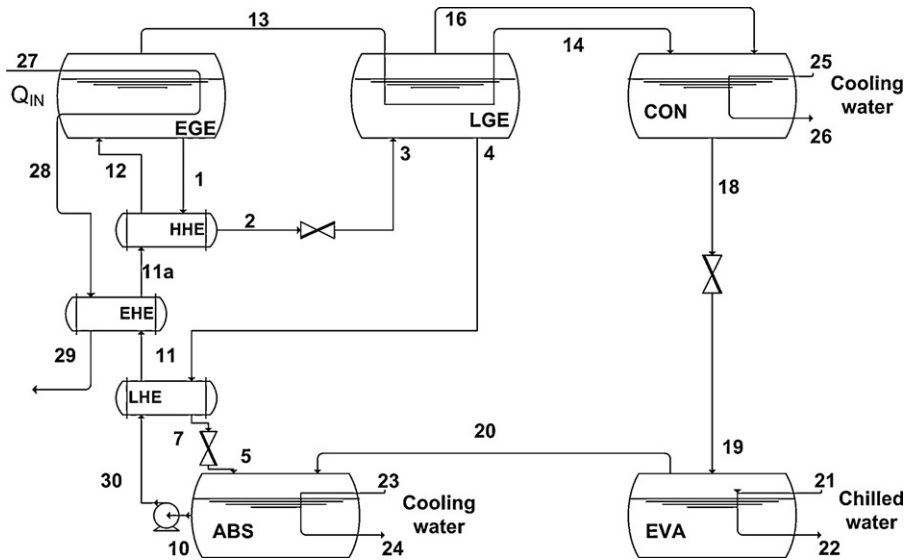 13
16
14
27
Q_IN
EGE
LGE
CON
25
Cooling
water
26
28
12
1
3
4
18
HHE
2
11a
EHE
29
11
LHE
7
5
20
19
30
10
ABS
23
Cooling
water
24
EVA
21
Chilled
water
22